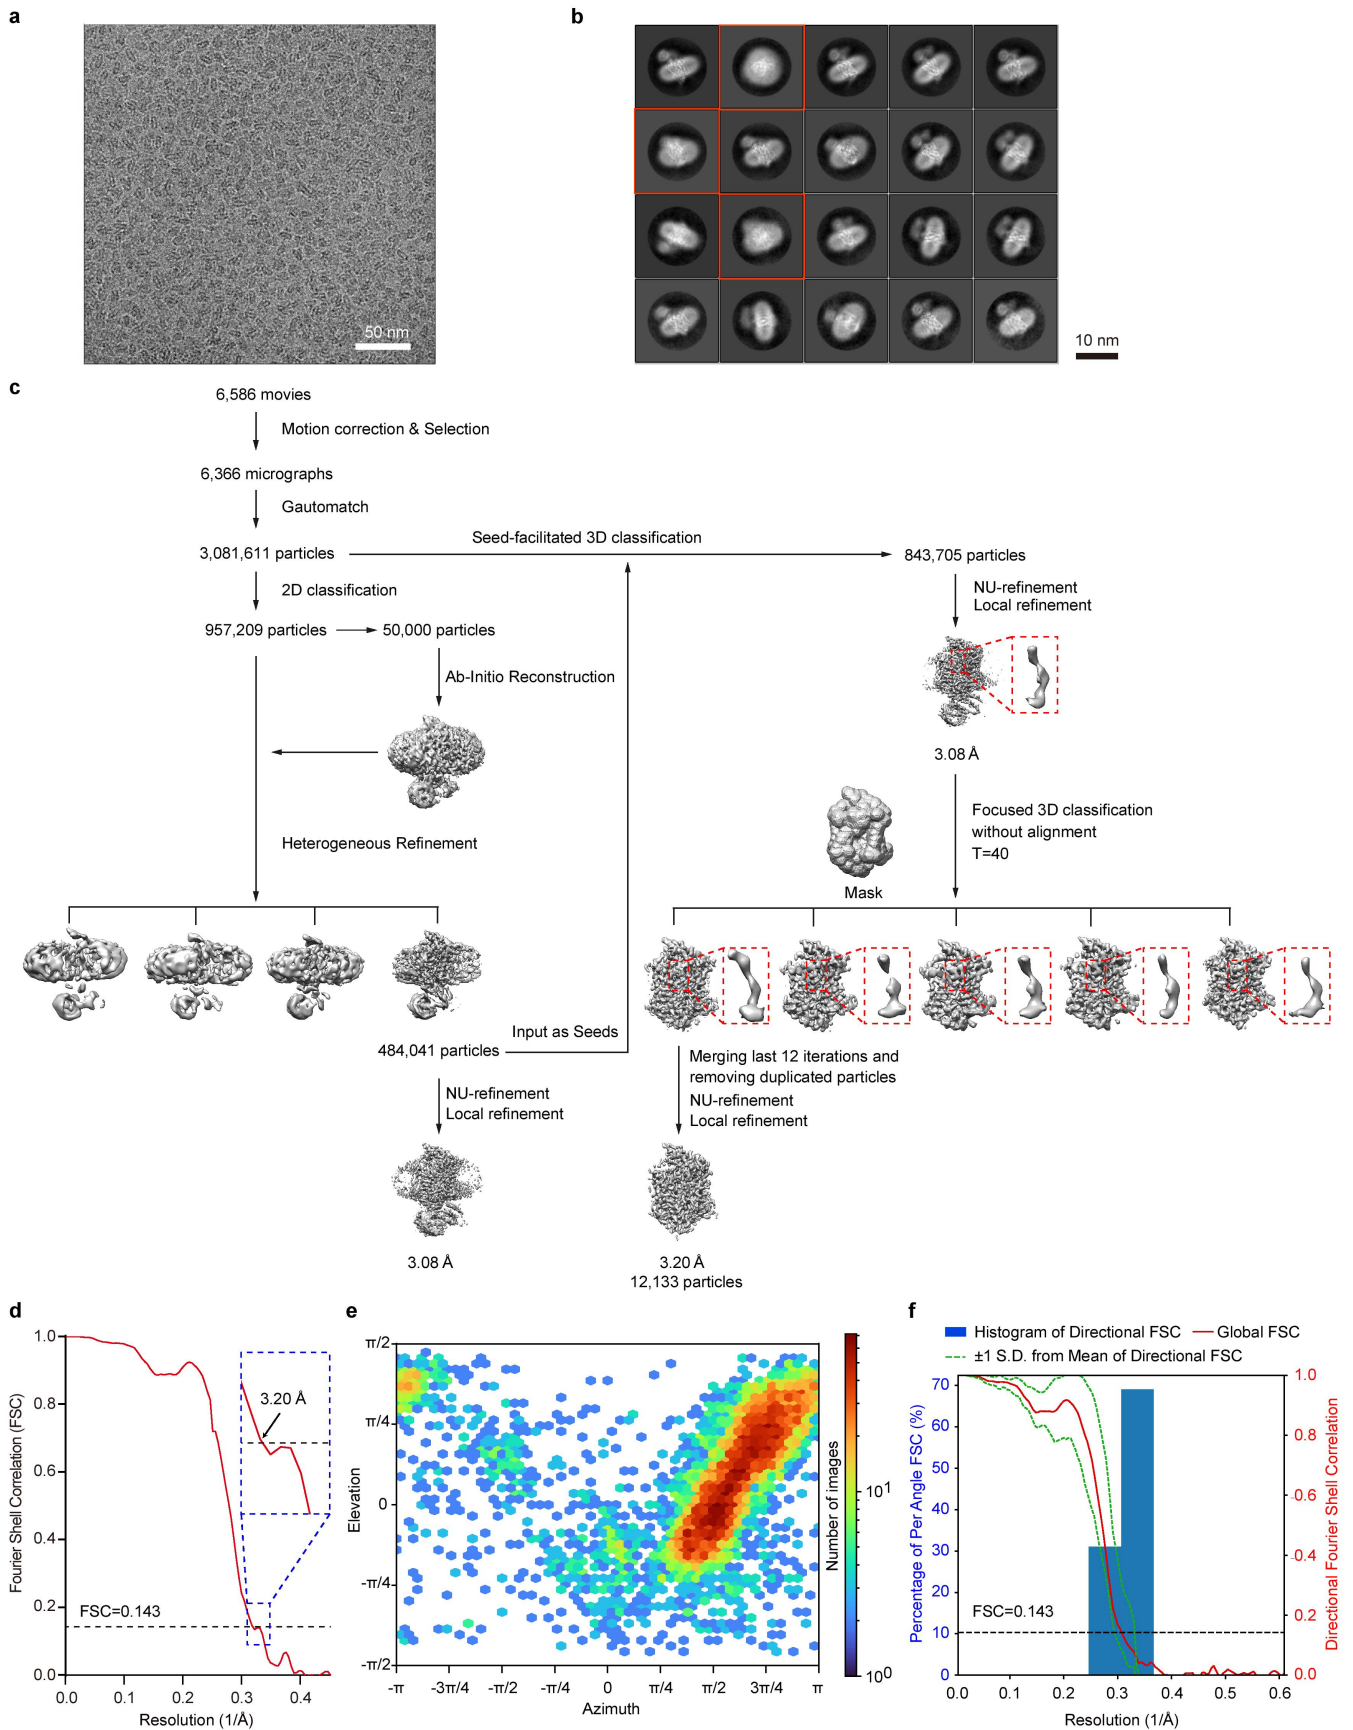 a
50 nm
b
10 nm
c
6,586 movies
Motion correction & Selection
6,366 micrographs
Gautomatch
3,081,611 particles
Seed-facilitated 3D classification
843,705 particles
2D classification
NU-refinement
Local refinement
957,209 particles
50,000 particles
Ab-Initio Reconstruction
3.08 Å
Heterogeneous Refinement
Focused 3D classification
without alignment
T=40
Mask
Input as Seeds
484,041 particles
NU-refinement
Local refinement
3.08 Å
Merging last 12 iterations and
removing duplicated particles
NU-refinement
Local refinement
3.20 Å
12,133 particles
d
Fourier Shell Correlation (FSC)
1.0
0.8
0.6
0.4
0.2
0.0
3.20 Å
FSC=0.143
0.0 0.1 0.2 0.3 0.4
Resolution (1/Å)
e
Elevation
π/2
π/4
0
-π/4
-π/2
-π -3π/4 -π/2 -π/4 0 π/4 π/2 3π/4 π
Azimuth
Number of images
10¹
10⁰
f
Histogram of Directional FSC
Global FSC
±1 S.D. from Mean of Directional FSC
Percentage of Per Angle FSC (%)
70
60
50
40
30
20
10
0
FSC=0.143
1.0
0.8
0.6
0.4
0.2
0.0
Directional Fourier Shell Correlation
0.0 0.1 0.2 0.3 0.4 0.5 0.6
Resolution (1/Å)